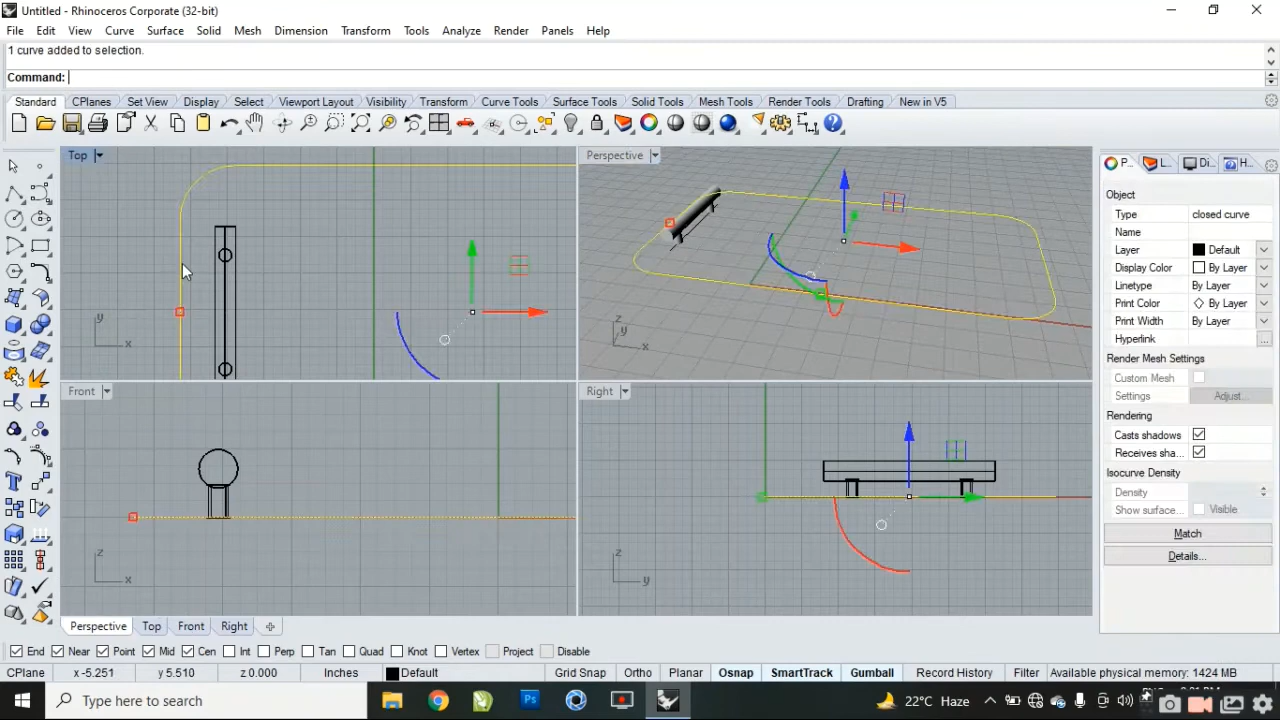 Untitled - Rhinoceros Corporate (32-bit)
File Edit View Curve Surface Solid Mesh Dimension Transform Tools Analyze Render Panels Help
1 curve added to selection.
Command:
Standard CPlanes Set View Display Select Viewport Layout Visibility Transform Curve Tools Surface Tools Solid Tools Mesh Tools Render Tools Drafting New in V5
Top
Perspective
P... L... Di... H...
Object
Type closed curve
Name
Layer Default
Display Color By Layer
Linetype By Layer
Print Color By Layer
Print Width By Layer
Hyperlink ...
Render Mesh Settings
Custom Mesh
Settings Adjust...
Rendering
Casts shadows
Receives sha...
Isocurve Density
Density
Show surface... Visible
Match
Details...
y
x
z
y
x
Front
Right
z
x
z
y
Perspective Top Front Right
End Near Point Mid Cen Int Perp Tan Quad Knot Vertex Project Disable
CPlane x -5.251 y 5.510 z 0.000 Inches Default Grid Snap Ortho Planar Osnap SmartTrack Gumball Record History Filter Available physical memory: 1424 MB
Type here to search
Ps
22°C Haze